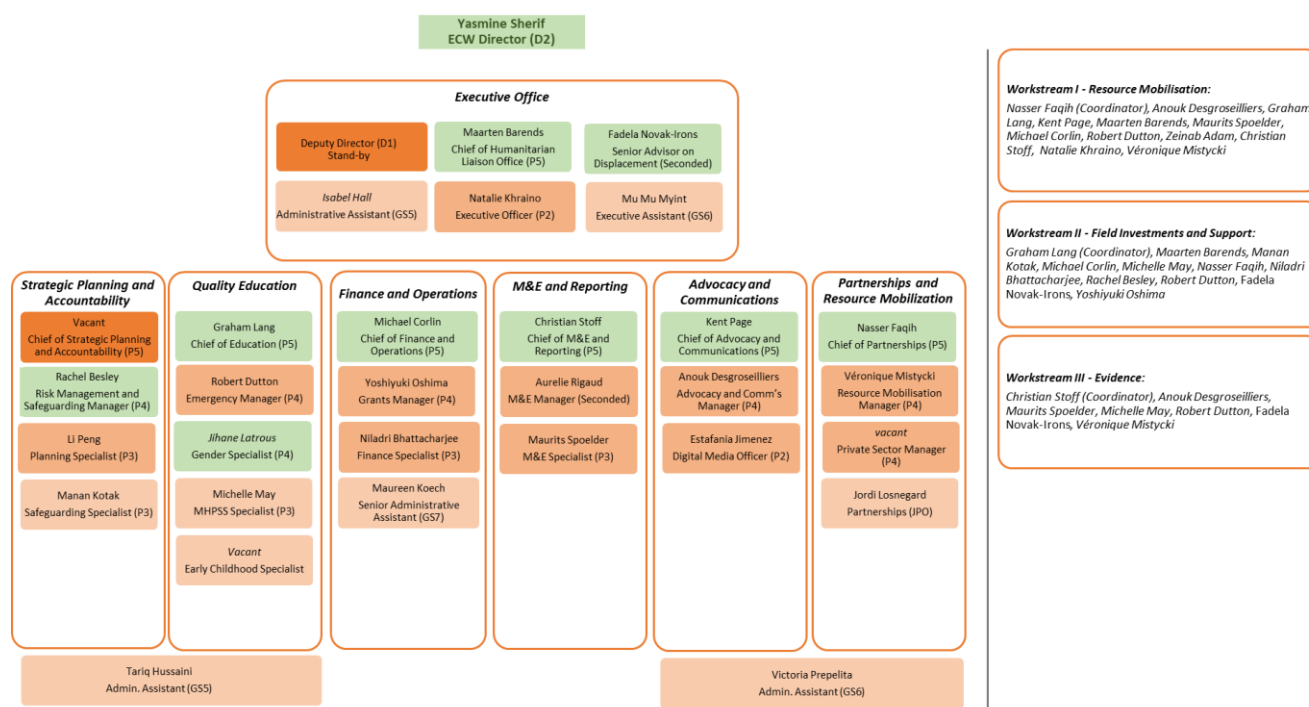 Yasmine Sherif
ECW Director (D2)
Executive Office
Deputy Director (D1)
Stand-by
Maarten Barends
Chief of Humanitarian
Liaison Office (P5)
Fadela Novak-Irons
Senior Advisor on
Displacement (Seconded)
Isabel Hall
Administrative Assistant (GS5)
Natalie Khraino
Executive Officer (P2)
Mu Mu Myint
Executive Assistant (GS6)
Strategic Planning and
Accountability
Vacant
Chief of Strategic Planning
and Accountability (P5)
Rachel Besley
Risk Management and
Safeguarding Manager (P4)
Li Peng
Planning Specialist (P3)
Manan Kotak
Safeguarding Specialist (P3)
Quality Education
Graham Lang
Chief of Education (P5)
Robert Dutton
Emergency Manager (P4)
Jihane Latrous
Gender Specialist (P4)
Michelle May
MHPSS Specialist (P3)
Vacant
Early Childhood Specialist
Finance and Operations
Michael Corlin
Chief of Finance and
Operations (P5)
Yoshiyuki Oshima
Grants Manager (P4)
Niladri Bhattacharjee
Finance Specialist (P3)
Maureen Koech
Senior Administrative
Assistant (GS7)
M&E and Reporting
Christian Stoff
Chief of M&E and
Reporting (P5)
Aurelie Rigaud
M&E Manager (Seconded)
Maurits Spoelder
M&E Specialist (P3)
Advocacy and
Communications
Kent Page
Chief of Advocacy and
Communications (P5)
Anouk Desgroseilliers
Advocacy and Comm's
Manager (P4)
Estafania Jimenez
Digital Media Officer (P2)
Partnerships and
Resource Mobilization
Nasser Faqih
Chief of Partnerships (P5)
Véronique Mistycki
Resource Mobilisation
Manager (P4)
vacant
Private Sector Manager
(P4)
Jordi Losnegard
Partnerships (JPO)
Tariq Hussaini
Admin. Assistant (GS5)
Victoria Prepelita
Admin. Assistant (GS6)
Workstream I - Resource Mobilisation:
Nasser Faqih (Coordinator), Anouk Desgroseilliers, Graham
Lang, Kent Page, Maarten Barends, Maurits Spoelder,
Michael Corlin, Robert Dutton, Zeinab Adam, Christian
Stoff, Natalie Khraino, Véronique Mistycki
Workstream II - Field Investments and Support:
Graham Lang (Coordinator), Maarten Barends, Manan
Kotak, Michael Corlin, Michelle May, Nasser Faqih, Niladri
Bhattacharjee, Rachel Besley, Robert Dutton, Fadela
Novak-Irons, Yoshiyuki Oshima
Workstream III - Evidence:
Christian Stoff (Coordinator), Anouk Desgroseilliers,
Maurits Spoelder, Michelle May, Robert Dutton, Fadela
Novak-Irons, Véronique Mistycki